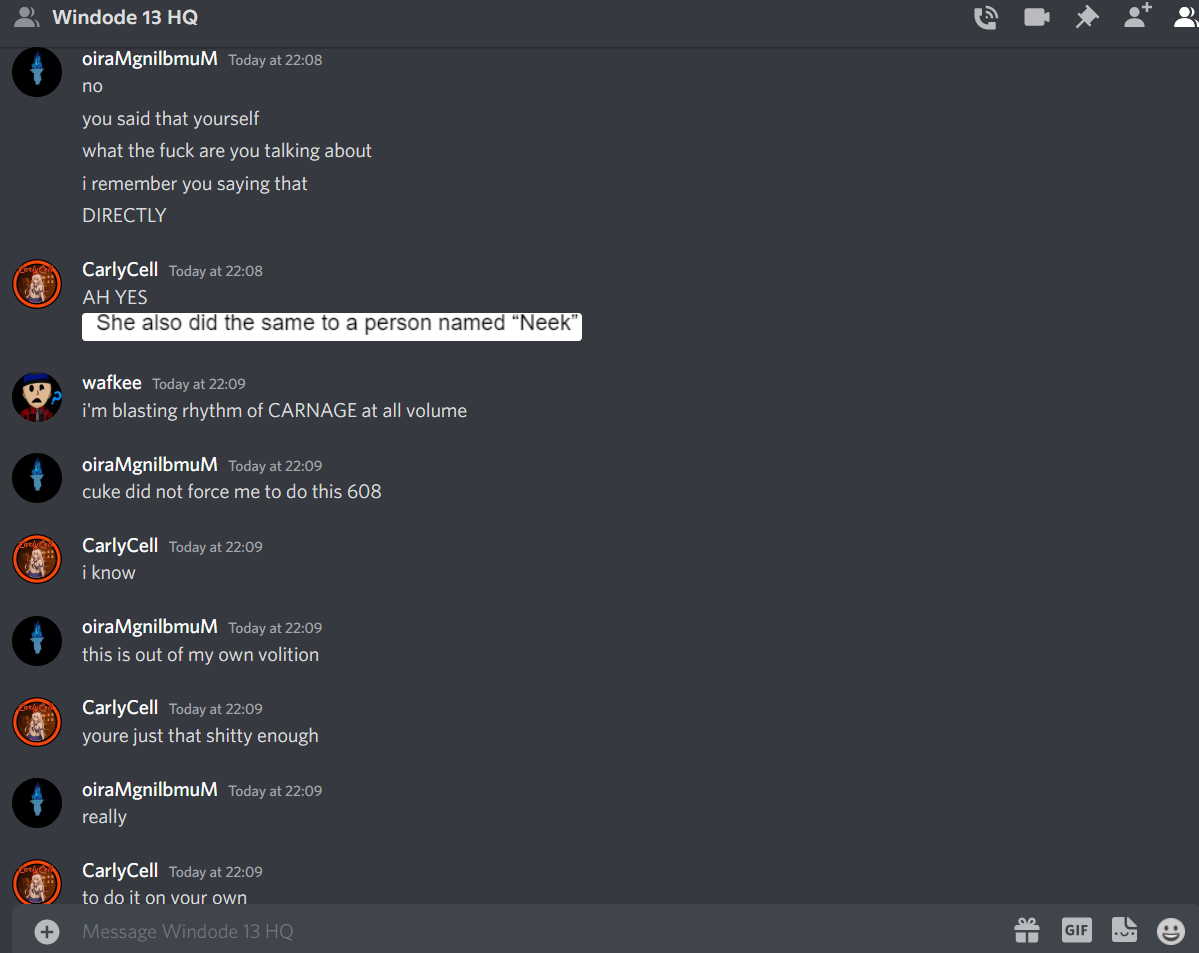 Windode 13 HQ
oiraMgnilbmuM Today at 22:08
no
you said that yourself
what the fuck are you talking about
i remember you saying that
DIRECTLY
CarlyCell Today at 22:08
AH YES
She also did the same to a person named “Neek”
wafkee Today at 22:09
i'm blasting rhythm of CARNAGE at all volume
oiraMgnilbmuM Today at 22:09
cuke did not force me to do this 608
CarlyCell Today at 22:09
i know
oiraMgnilbmuM Today at 22:09
this is out of my own volition
CarlyCell Today at 22:09
youre just that shitty enough
oiraMgnilbmuM Today at 22:09
really
CarlyCell Today at 22:09
to do it on your own
Message Windode 13 HQ
GIF